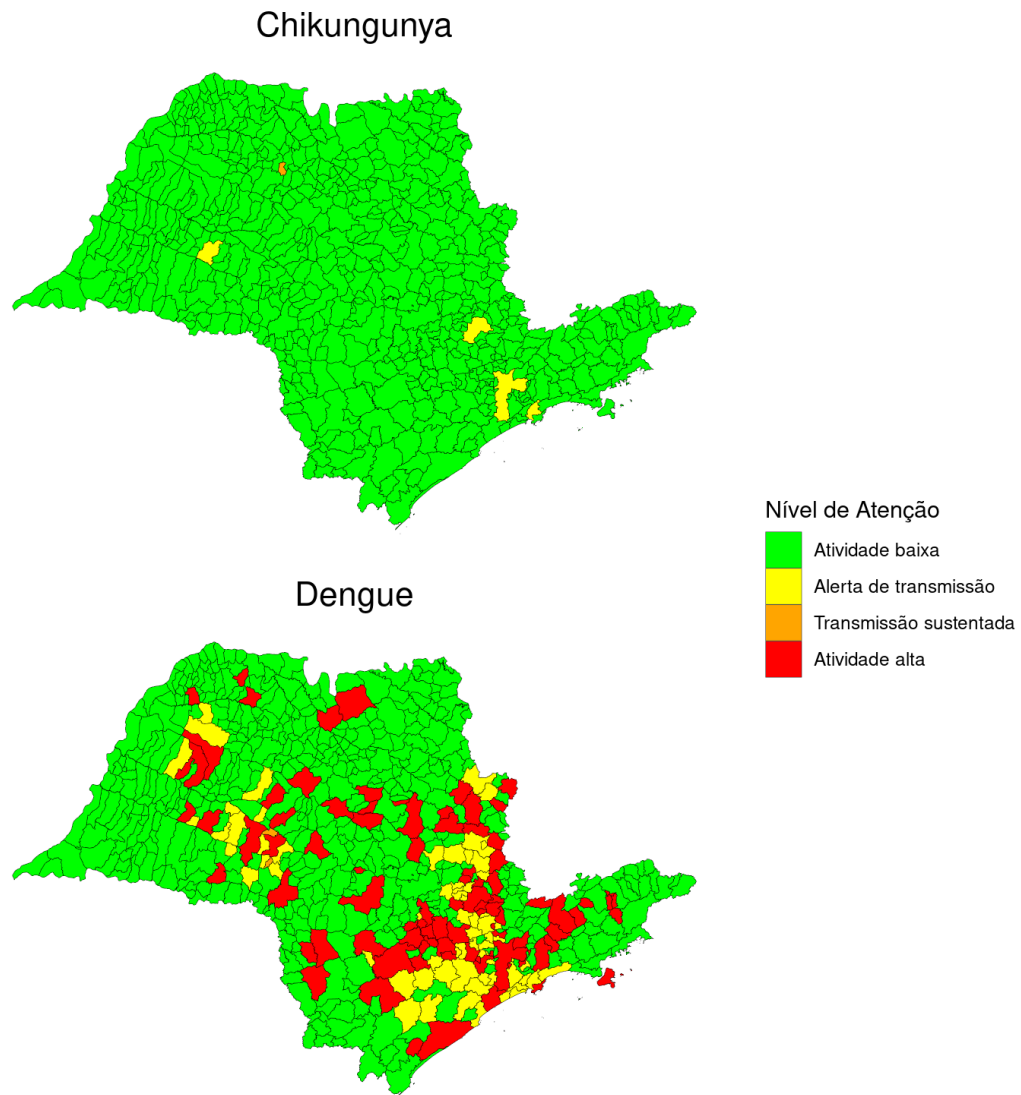 Chikungunya
Nível de Atenção
Atividade baixa
Alerta de transmissão
Transmissão sustentada
Atividade alta
Dengue